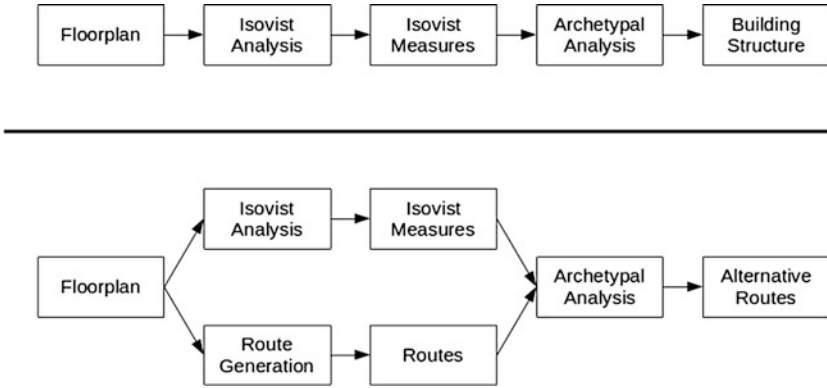 Floorplan
Isovist
Analysis
Isovist
Measures
Archetypal
Analysis
Building
Structure
Floorplan
Isovist
Analysis
Isovist
Measures
Route
Generation
Routes
Archetypal
Analysis
Alternative
Routes